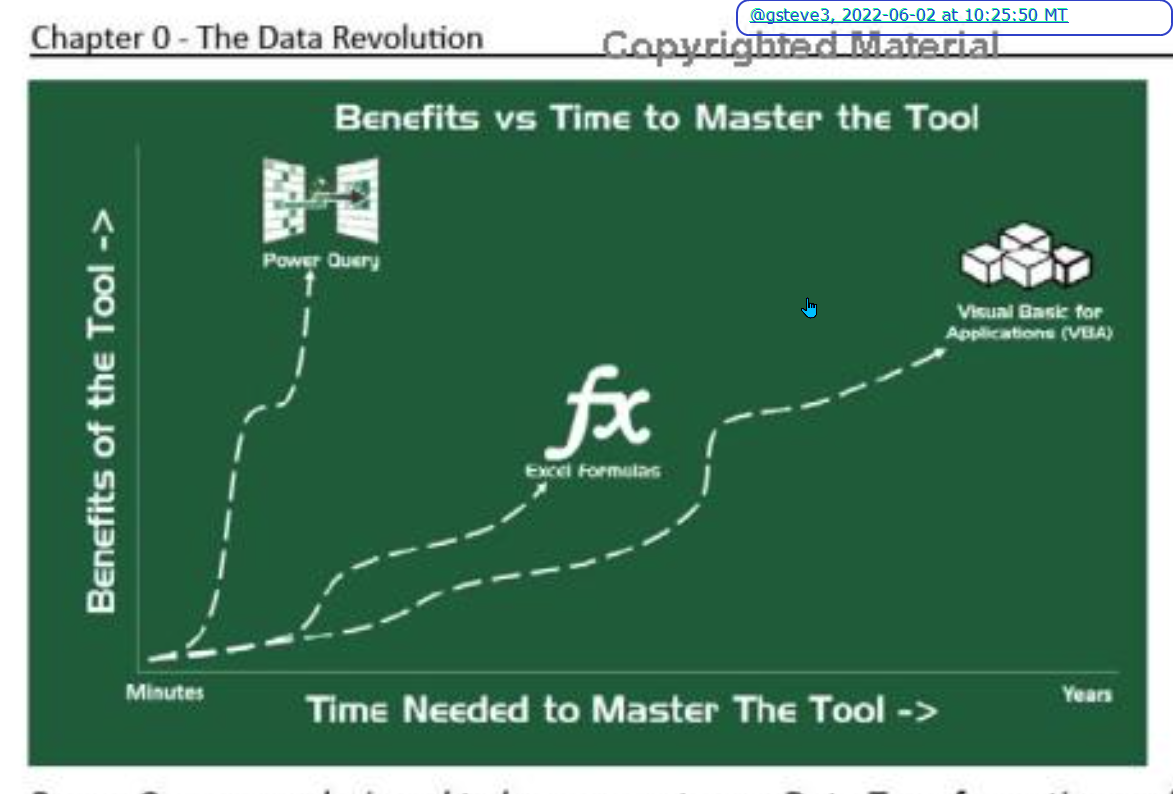 @gsteve3, 2022-06-02 at 10:25:50 MT
Chapter 0 - The Data Revolution
Copyrighted Material
Benefits vs Time to Master the Tool
Benefits of the Tool ->
Power Query
Visual Basic for
Applications (VBA)
fx
Excel Formulas
Minutes
Years
Time Needed to Master The Tool ->